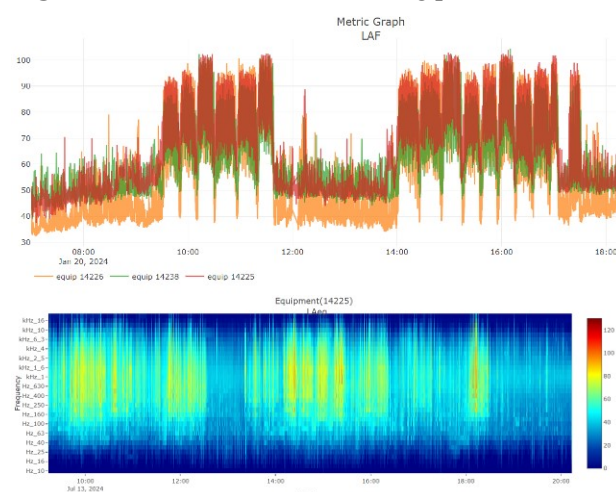 Metric Graph
LAF
100
90
80
70
60
50
40
30
08:00
10:00
12:00
14:00
16:00
18:00
Jan 20, 2024
equip 14226
equip 14238
equip 14225
Equipment(14225)
LAeq
Frequency
kHz_16
kHz_10
kHz_6_3
kHz_4
kHz_2_5
kHz_1_6
kHz_1
Hz_630
Hz_400
Hz_250
Hz_160
Hz_100
Hz_63
Hz_40
Hz_25
Hz_16
Hz_10
120
100
80
60
40
20
0
10:00
12:00
14:00
16:00
18:00
20:00
Jul 13, 2024